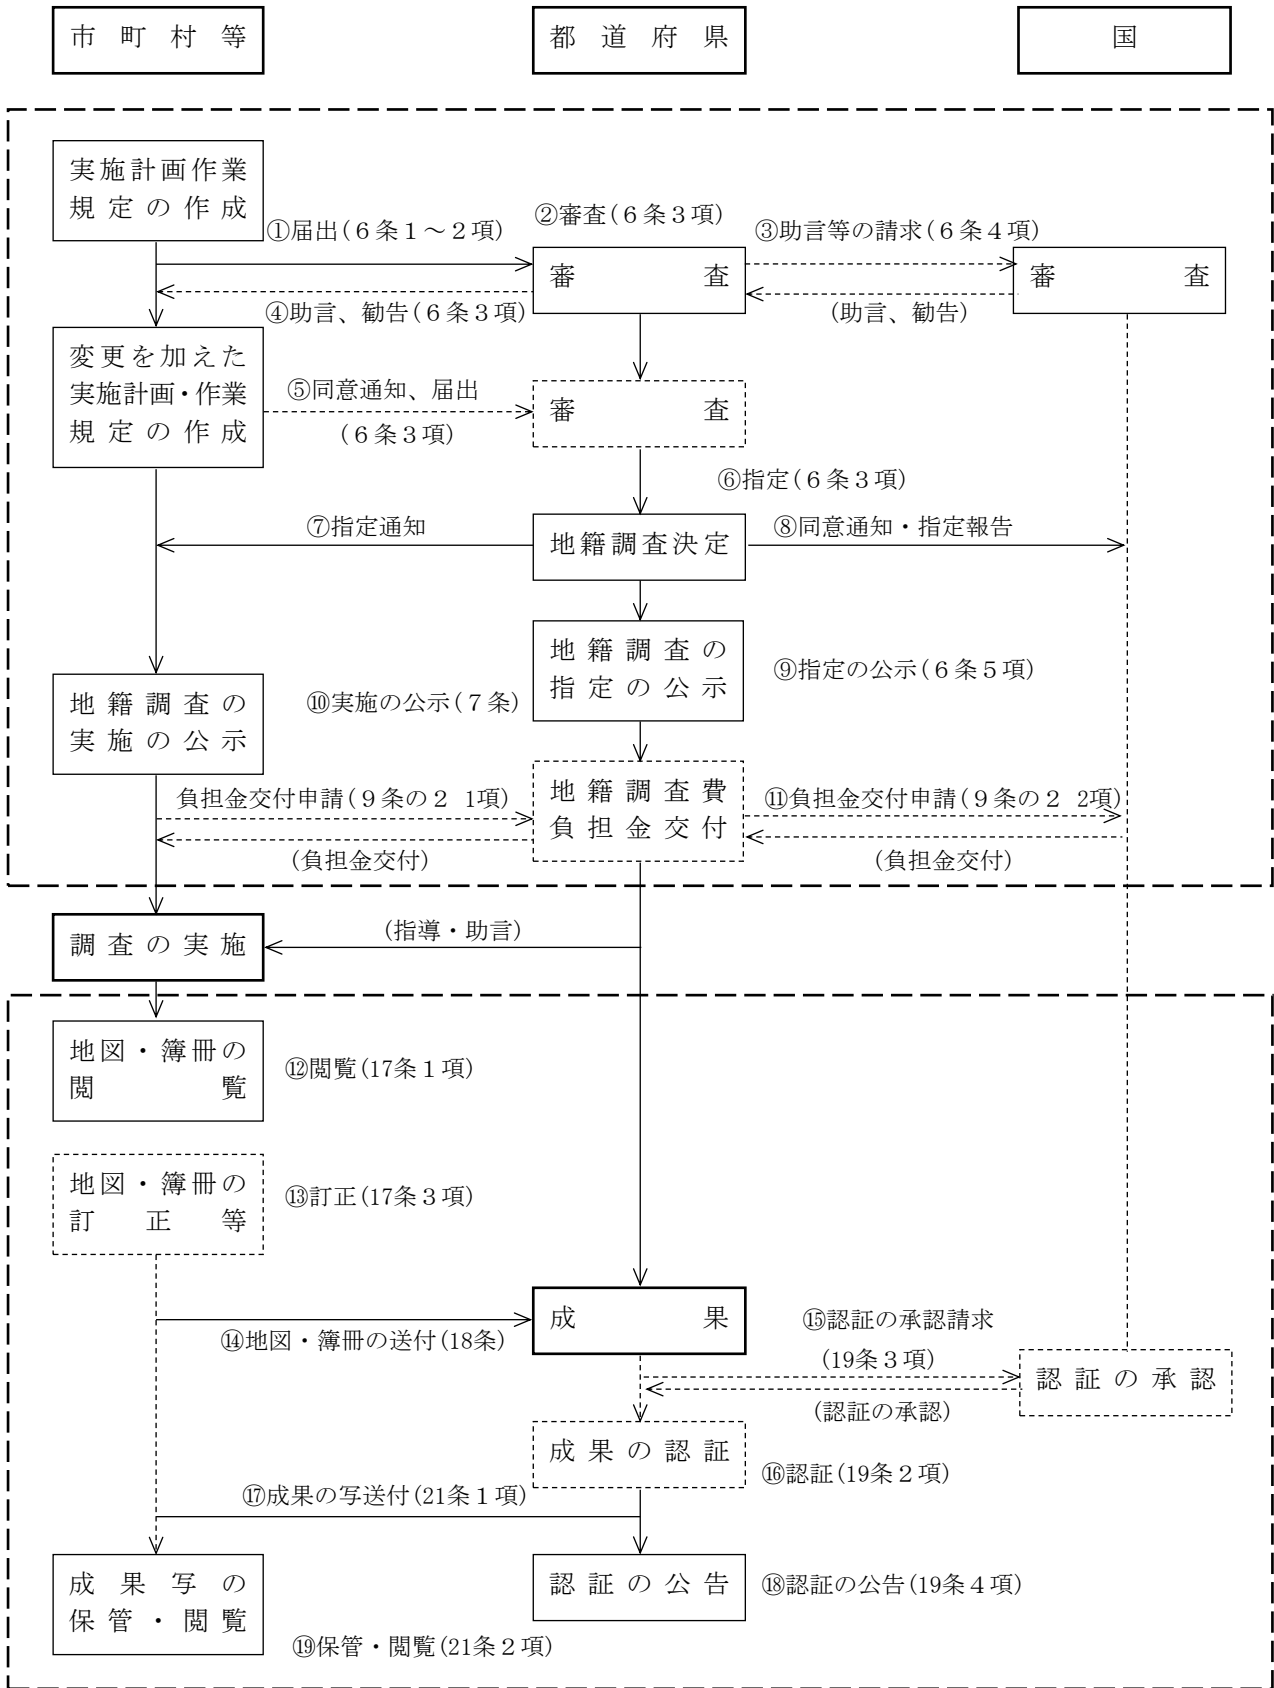 市町村等
都道府県
国
実施計画作業
規定の作成
①届出(6条1～2項)
②審査(6条3項)
③助言等の請求(6条4項)
審査
審査
④助言、勧告(6条3項)
(助言、勧告)
変更を加えた
実施計画・作業
規定の作成
⑤同意通知、届出
(6条3項)
審査
⑥指定(6条3項)
⑦指定通知
地籍調査決定
⑧同意通知・指定報告
地籍調査の
指定の公示
⑨指定の公示(6条5項)
⑩実施の公示(7条)
地籍調査の
実施の公示
負担金交付申請(9条の2 1項)
地籍調査費
負担金交付
⑪負担金交付申請(9条の2 2項)
(負担金交付)
(負担金交付)
調査の実施
(指導・助言)
地図・簿冊の
閲覧
⑫閲覧(17条1項)
地図・簿冊の
訂正等
⑬訂正(17条3項)
成果
⑭地図・簿冊の送付(18条)
⑮認証の承認請求
(19条3項)
認証の承認
(認証の承認)
成果の認証
⑯認証(19条2項)
⑰成果の写送付(21条1項)
成果写の
保管・閲覧
認証の公告
⑱認証の公告(19条4項)
⑲保管・閲覧(21条2項)